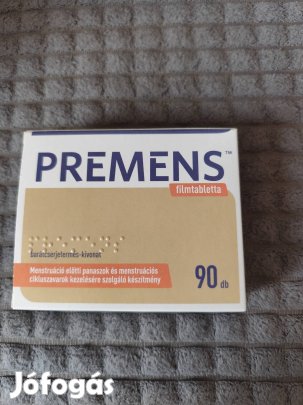 PREMENS™
filmtabletta
barátcserjetermés-kivonat
Menstruáció előtti panaszok és menstruációs
cikluszavarok kezelésére szolgáló készítmény
90 db
Jófogás